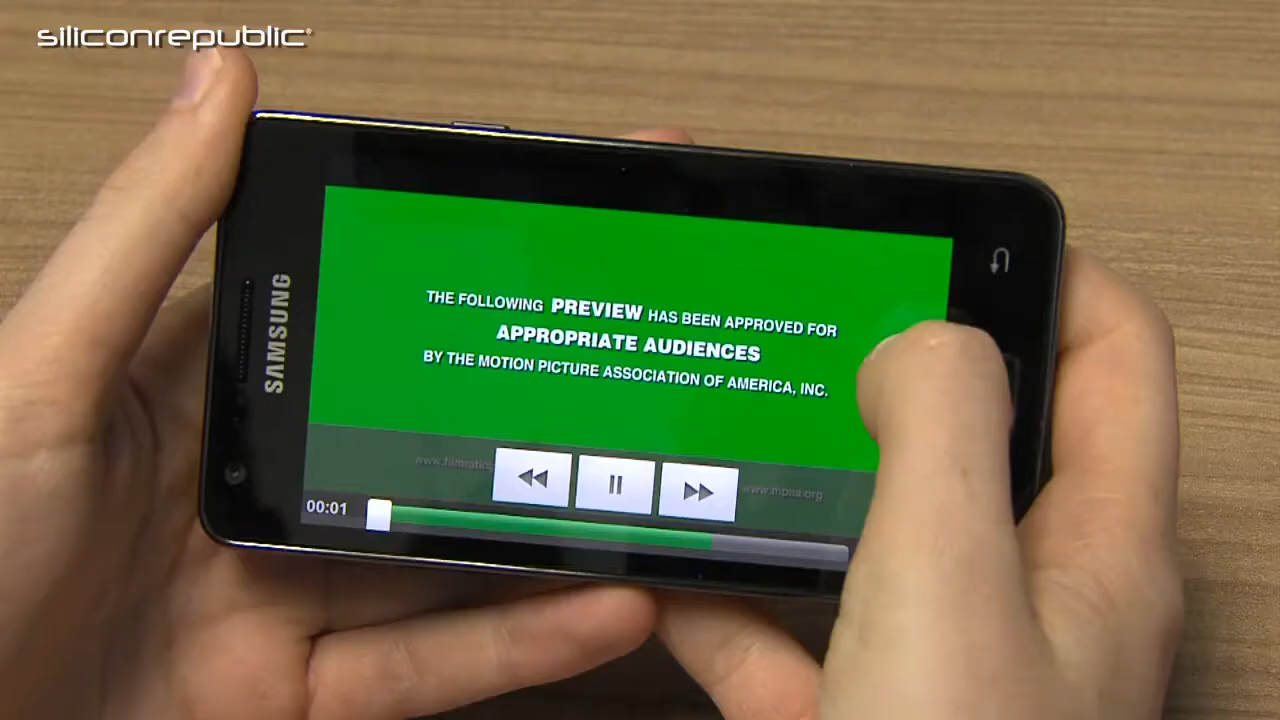 siliconrepublic
SAMSUNG
THE FOLLOWING PREVIEW HAS BEEN APPROVED FOR
APPROPRIATE AUDIENCES
BY THE MOTION PICTURE ASSOCIATION OF AMERICA, INC.
www.mpaa.org
00:01